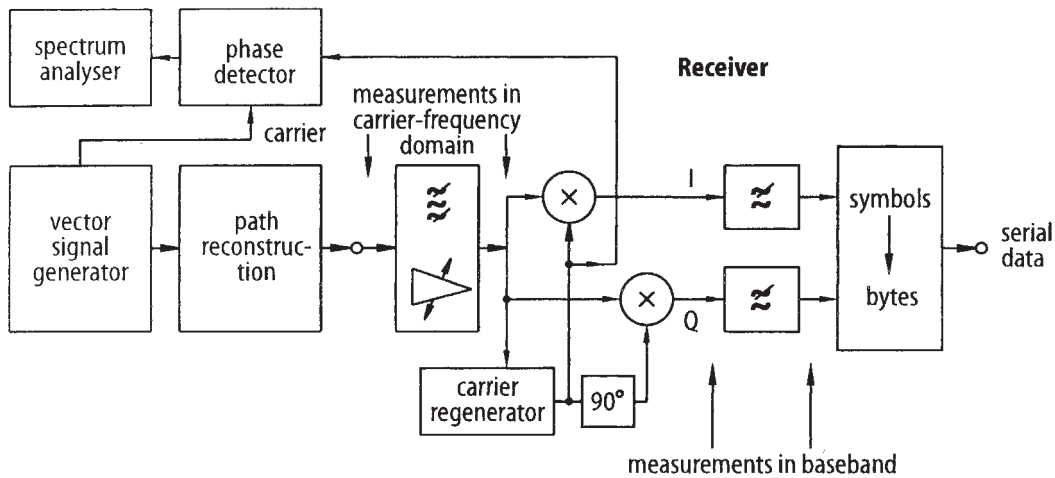 spectrum
analyser
phase
detector
Receiver
measurements in
carrier-frequency
domain
carrier
vector
signal
generator
path
reconstruc-
tion
I
Q
symbols
bytes
serial
data
carrier
regenerator
90°
measurements in baseband